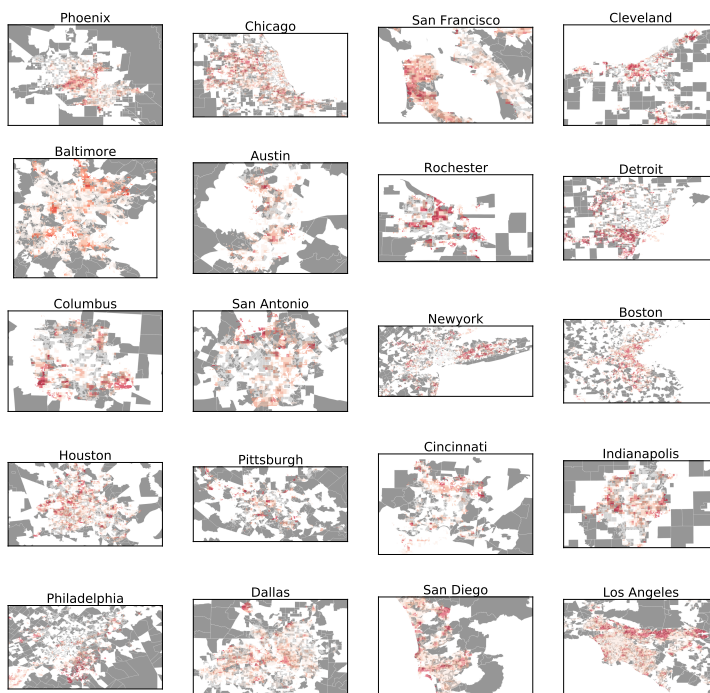 Phoenix
Chicago
San Francisco
Cleveland
Baltimore
Austin
Rochester
Detroit
Columbus
San Antonio
Newyork
Boston
Houston
Pittsburgh
Cincinnati
Indianapolis
Philadelphia
Dallas
San Diego
Los Angeles